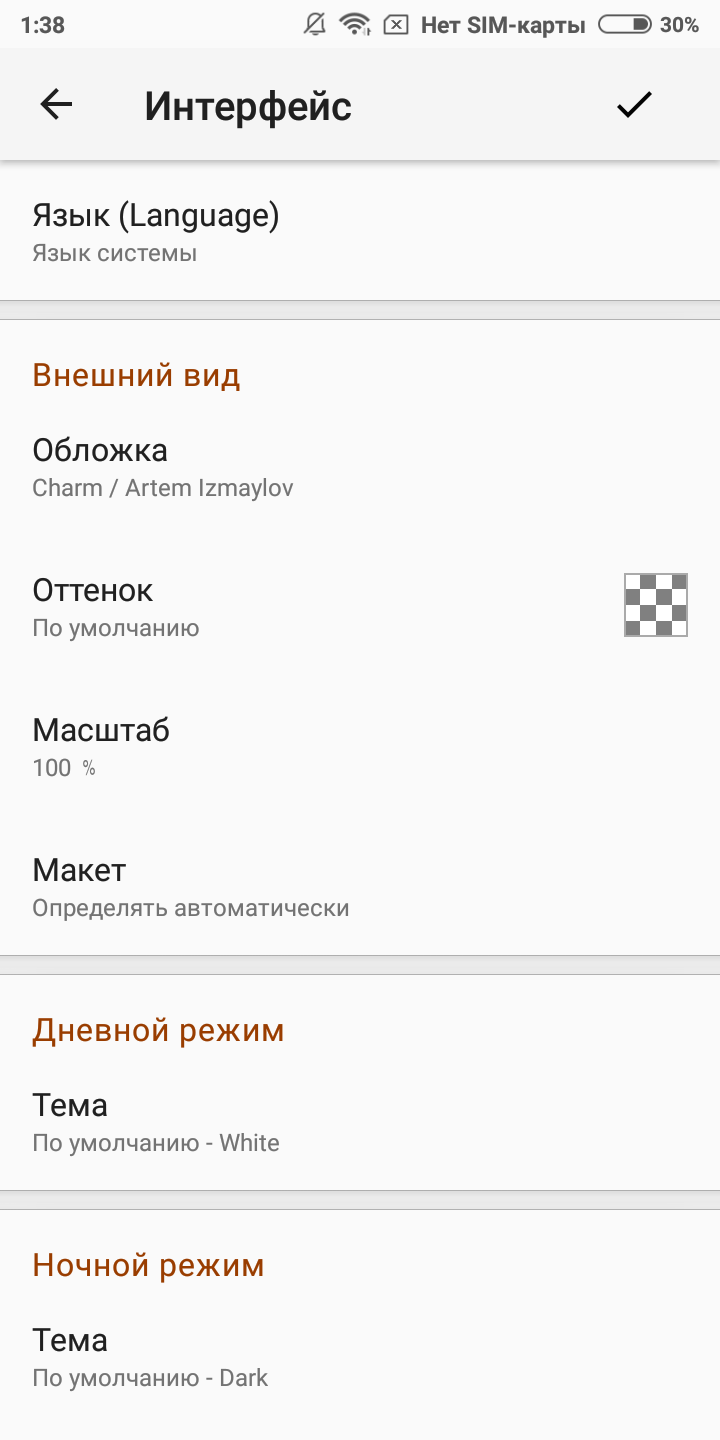 1:38 Нет SIM-карты 30%
Интерфейс
Язык (Language)
Язык системы
Внешний вид
Обложка
Charm / Artem Izmaylov
Оттенок
По умолчанию
Масштаб
100 %
Макет
Определять автоматически
Дневной режим
Тема
По умолчанию - White
Ночной режим
Тема
По умолчанию - Dark